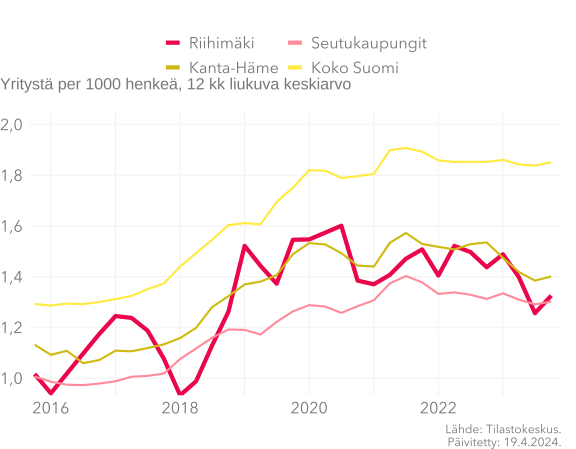 Riihimäki Seutukaupungit
Kanta-Häme Koko Suomi
Yritystä per 1000 henkeä, 12 kk liukuva keskiarvo
2,0
1,8
1,6
1,4
1,2
1,0
2016 2018 2020 2022
Lähde: Tilastokeskus.
Päivitetty: 19.4.2024.